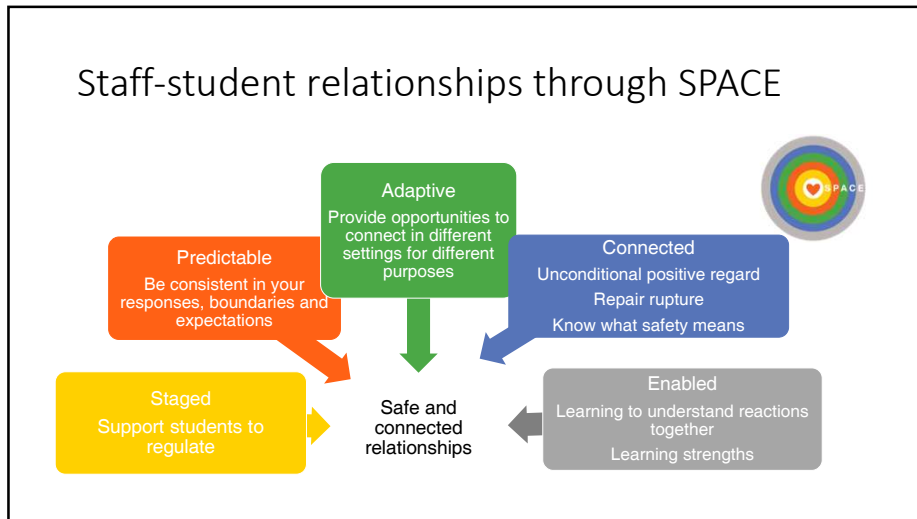 Staff-student relationships through SPACE
SPACE
Adaptive
Provide opportunities to
connect in different
settings for different
purposes
Predictable
Be consistent in your
responses, boundaries and
expectations
Connected
Unconditional positive regard
Repair rupture
Know what safety means
Staged
Support students to
regulate
Safe and
connected
relationships
Enabled
Learning to understand reactions
together
Learning strengths